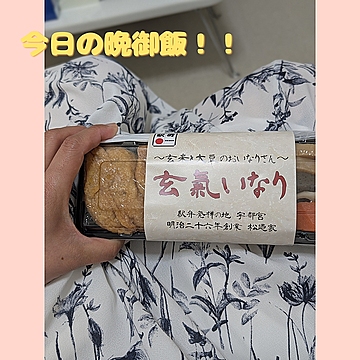 今日の晩御飯！！
駅弁
〜玄米と大豆のおいなりさん〜
玄氣いなり
駅弁発祥の地 宇都宮
明治二十六年創業 松廼家